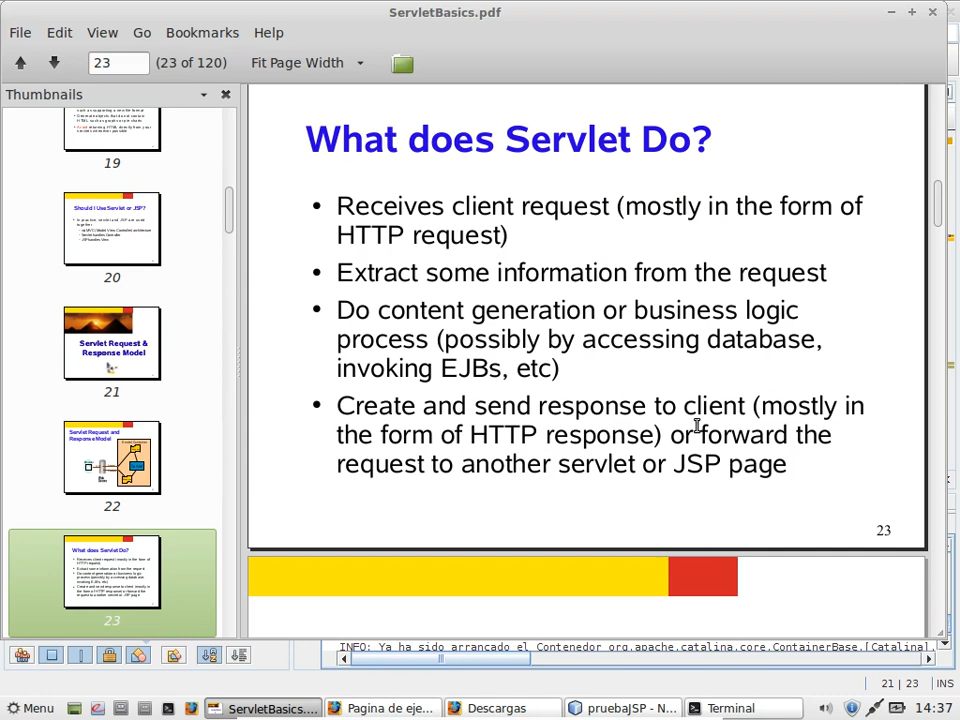 ServletBasics.pdf
File Edit View Go Bookmarks Help
23 (23 of 120) Fit Page Width
Thumbnails
19
Should I Use Servlet or JSP?
20
Servlet Request &
Response Model
21
Servlet Request and
Response Model
22
What does Servlet Do?
23
What does Servlet Do?
• Receives client request (mostly in the form of
HTTP request)
• Extract some information from the request
• Do content generation or business logic
process (possibly by accessing database,
invoking EJBs, etc)
• Create and send response to client (mostly in
the form of HTTP response) or forward the
request to another servlet or JSP page
23
INFO: Ya ha sido arrancado el Contenedor org.apache.catalina.core.ContainerBase.[Catalina].
21 | 23 INS
Menu ServletBasics.... Pagina de eje... Descargas pruebaJSP - N... Terminal 14:37